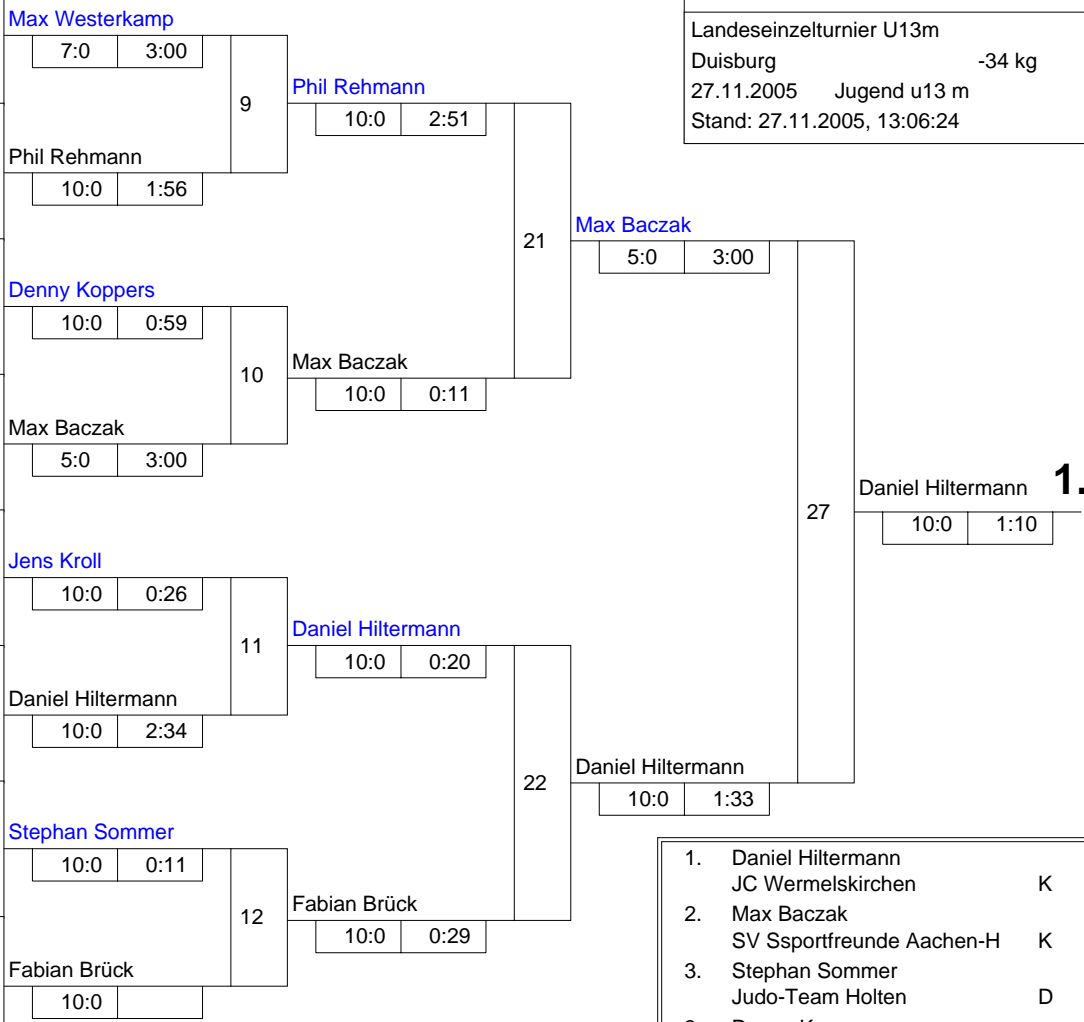 Max Westerkamp
7:0 3:00
9
Phil Rehmann
10:0 1:56
Phil Rehmann
10:0 2:51
Denny Koppers
10:0 0:59
10
Max Baczak
5:0 3:00
Max Baczak
10:0 0:11
21
Max Baczak
5:0 3:00
Jens Kroll
10:0 0:26
11
Daniel Hiltermann
10:0 2:34
Daniel Hiltermann
10:0 0:20
Stephan Sommer
10:0 0:11
12
Fabian Brück
10:0
Fabian Brück
10:0 0:29
22
Daniel Hiltermann
10:0 1:33
27
Daniel Hiltermann 1.
10:0 1:10
Landeseinzelturnier U13m
Duisburg -34 kg
27.11.2005 Jugend u13 m
Stand: 27.11.2005, 13:06:24
1. Daniel Hiltermann
JC Wermelskirchen K
2. Max Baczak
SV Ssportfreunde Aachen-H K
3. Stephan Sommer
Judo-Team Holten D